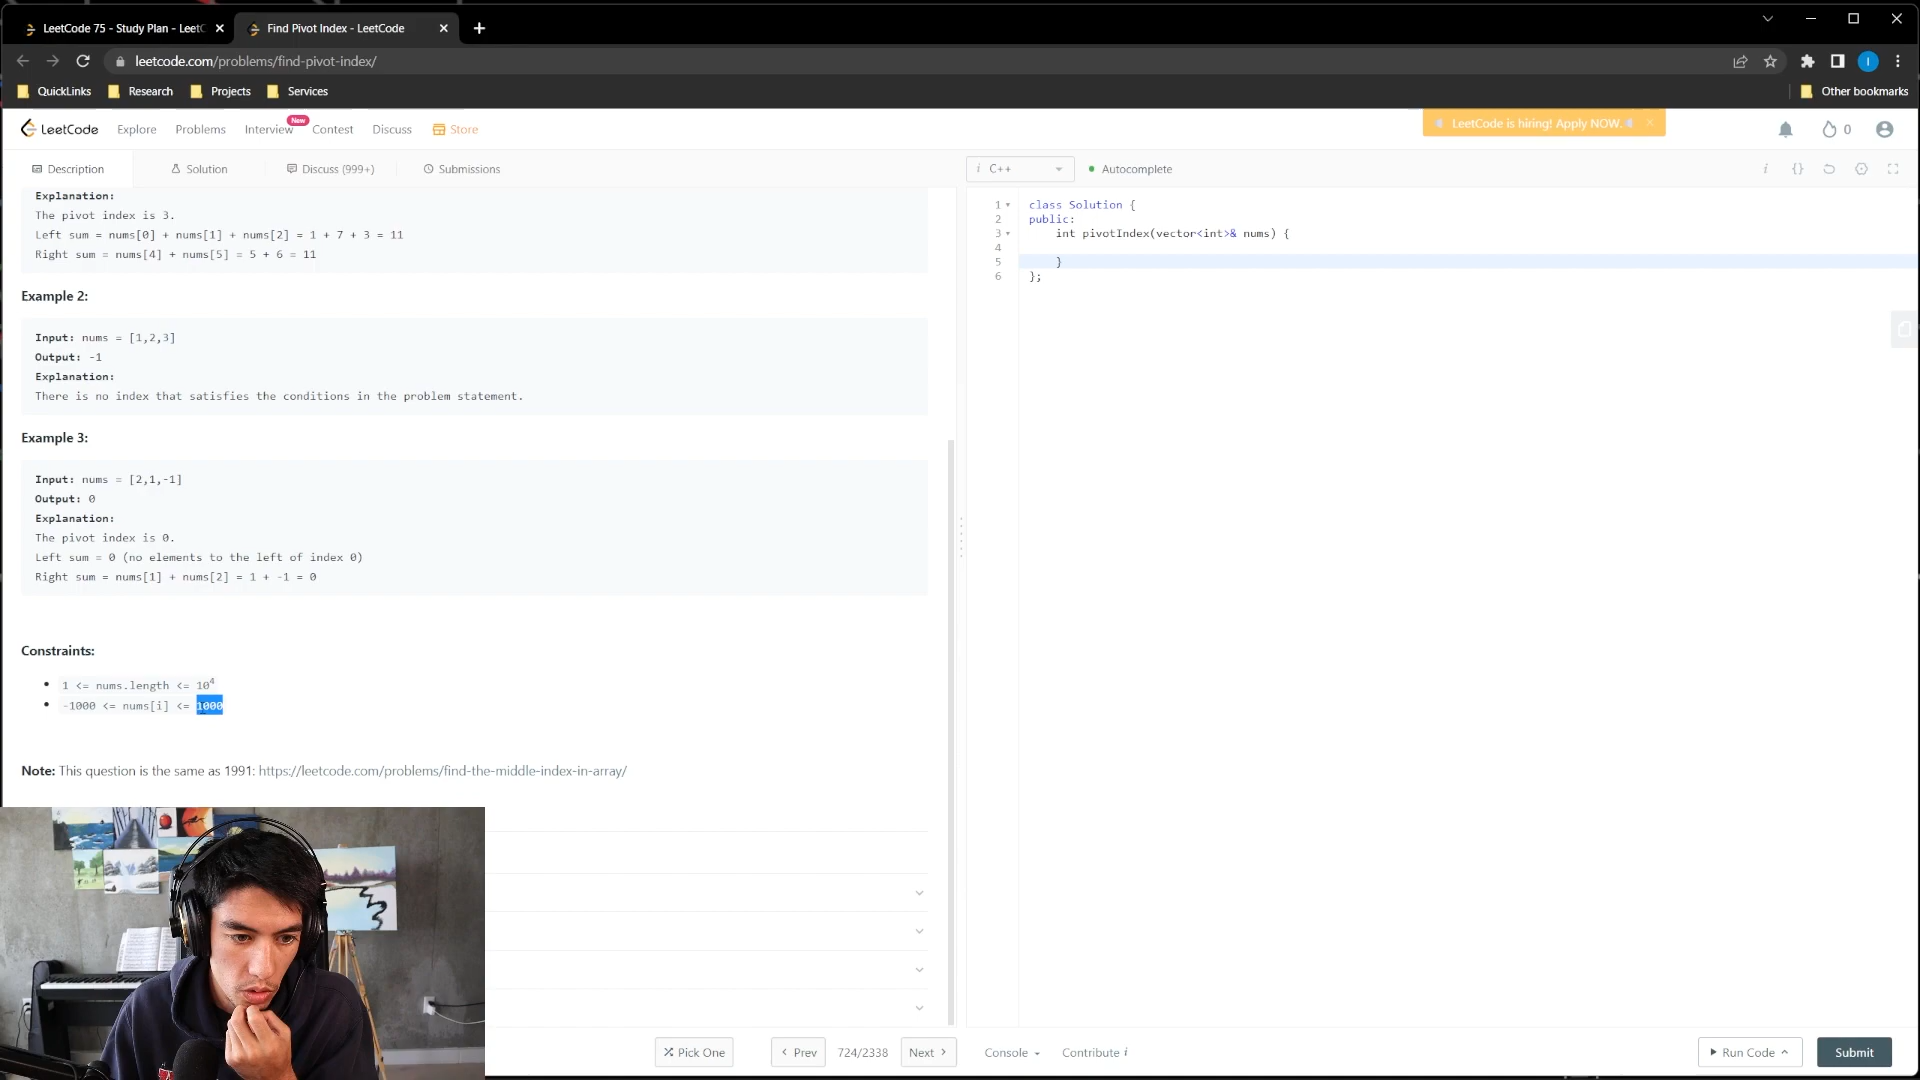 LeetCode 75 - Study Plan - LeetC
Find Pivot Index - LeetCode
leetcode.com/problems/find-pivot-index/
QuickLinks
Research
Projects
Services
Other bookmarks
LeetCode
Explore
Problems
Interview
New
Contest
Discuss
Store
LeetCode is hiring! Apply NOW.
0
Description
Solution
Discuss (999+)
Submissions
i C++
Autocomplete
Explanation:
The pivot index is 3.
Left sum = nums[0] + nums[1] + nums[2] = 1 + 7 + 3 = 11
Right sum = nums[4] + nums[5] = 5 + 6 = 11
Example 2:
Input: nums = [1,2,3]
Output: -1
Explanation:
There is no index that satisfies the conditions in the problem statement.
Example 3:
Input: nums = [2,1,-1]
Output: 0
Explanation:
The pivot index is 0.
Left sum = 0 (no elements to the left of index 0)
Right sum = nums[1] + nums[2] = 1 + -1 = 0
Constraints:
1 <= nums.length <= 10⁴
-1000 <= nums[i] <= 1000
Note: This question is the same as 1991: https://leetcode.com/problems/find-the-middle-index-in-array/
1 class Solution {
2 public:
3 int pivotIndex(vector<int>& nums) {
4
5 }
6 };
Pick One
Prev
724/2338
Next
Console
Contribute i
Run Code
Submit